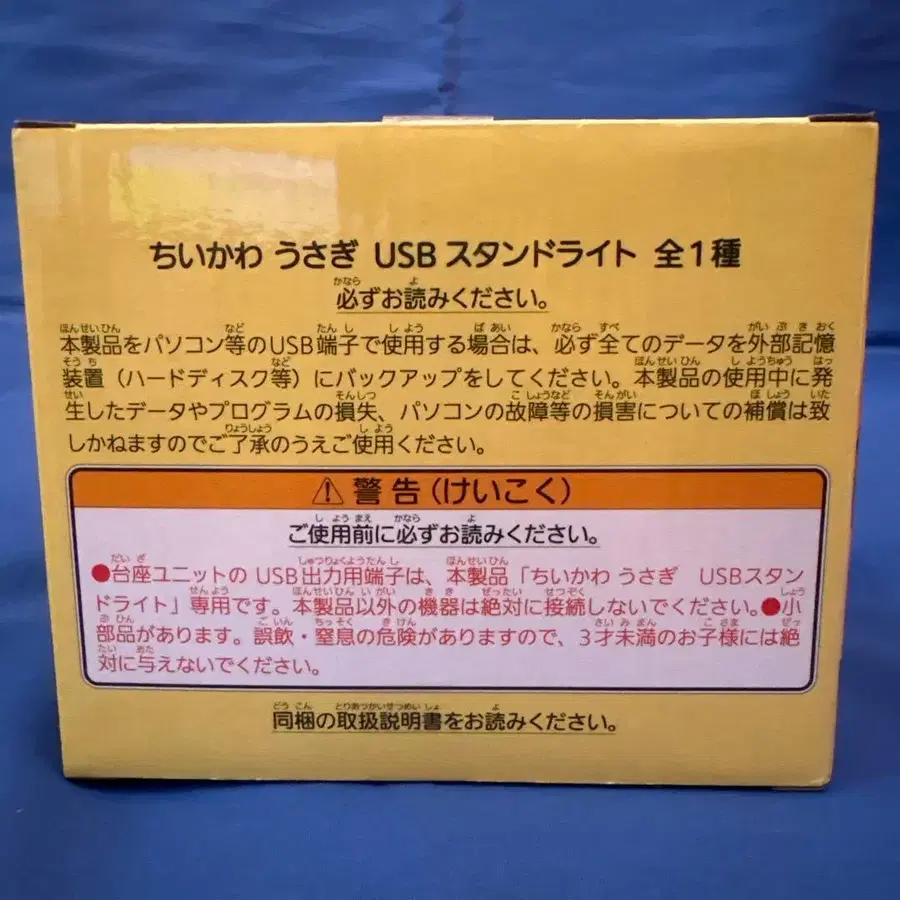 ちいかわ うさぎ USB スタンドライト 全1種
必ずお読みください。
本製品をパソコン等のUSB端子で使用する場合は、必ず全てのデータを外部記憶
装置（ハードディスク等）にバックアップをしてください。本製品の使用中に発
生したデータやプログラムの損失、パソコンの故障等の損害についての補償は致
しかねますのでご了承のうえご使用ください。
⚠ 警告（けいこく）
ご使用前に必ずお読みください。
●台座ユニットの USB出力用端子は、本製品「ちいかわ うさぎ USBスタン
ドライト」専用です。本製品以外の機器は絶対に接続しないでください。●小
部品があります。誤飲・窒息の危険がありますので、3才未満のお子様には絶
対に与えないでください。
同梱の取扱説明書をお読みください。